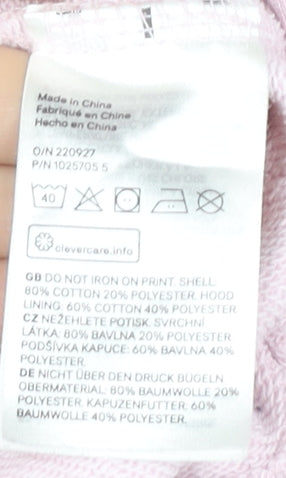 Made in China
Fabriqué en Chine
Hecho en China
O/N 220927
P/N 1025705 5
40
clevercare.info
GB DO NOT IRON ON PRINT. SHELL:
80% COTTON 20% POLYESTER. HOOD
LINING: 60% COTTON 40% POLYESTER
CZ NEŽEHLETE POTISK. SVRCHNÍ
LÁTKA: 80% BAVLNA 20% POLYESTER.
PODŠÍVKA KAPUCE: 60% BAVLNA 40%
POLYESTER.
DE NICHT ÜBER DEN DRUCK BÜGELN
OBERMATERIAL: 80% BAUMWOLLE 20%
POLYESTER. KAPUZENFUTTER: 60%
BAUMWOLLE 40% POLYESTER.